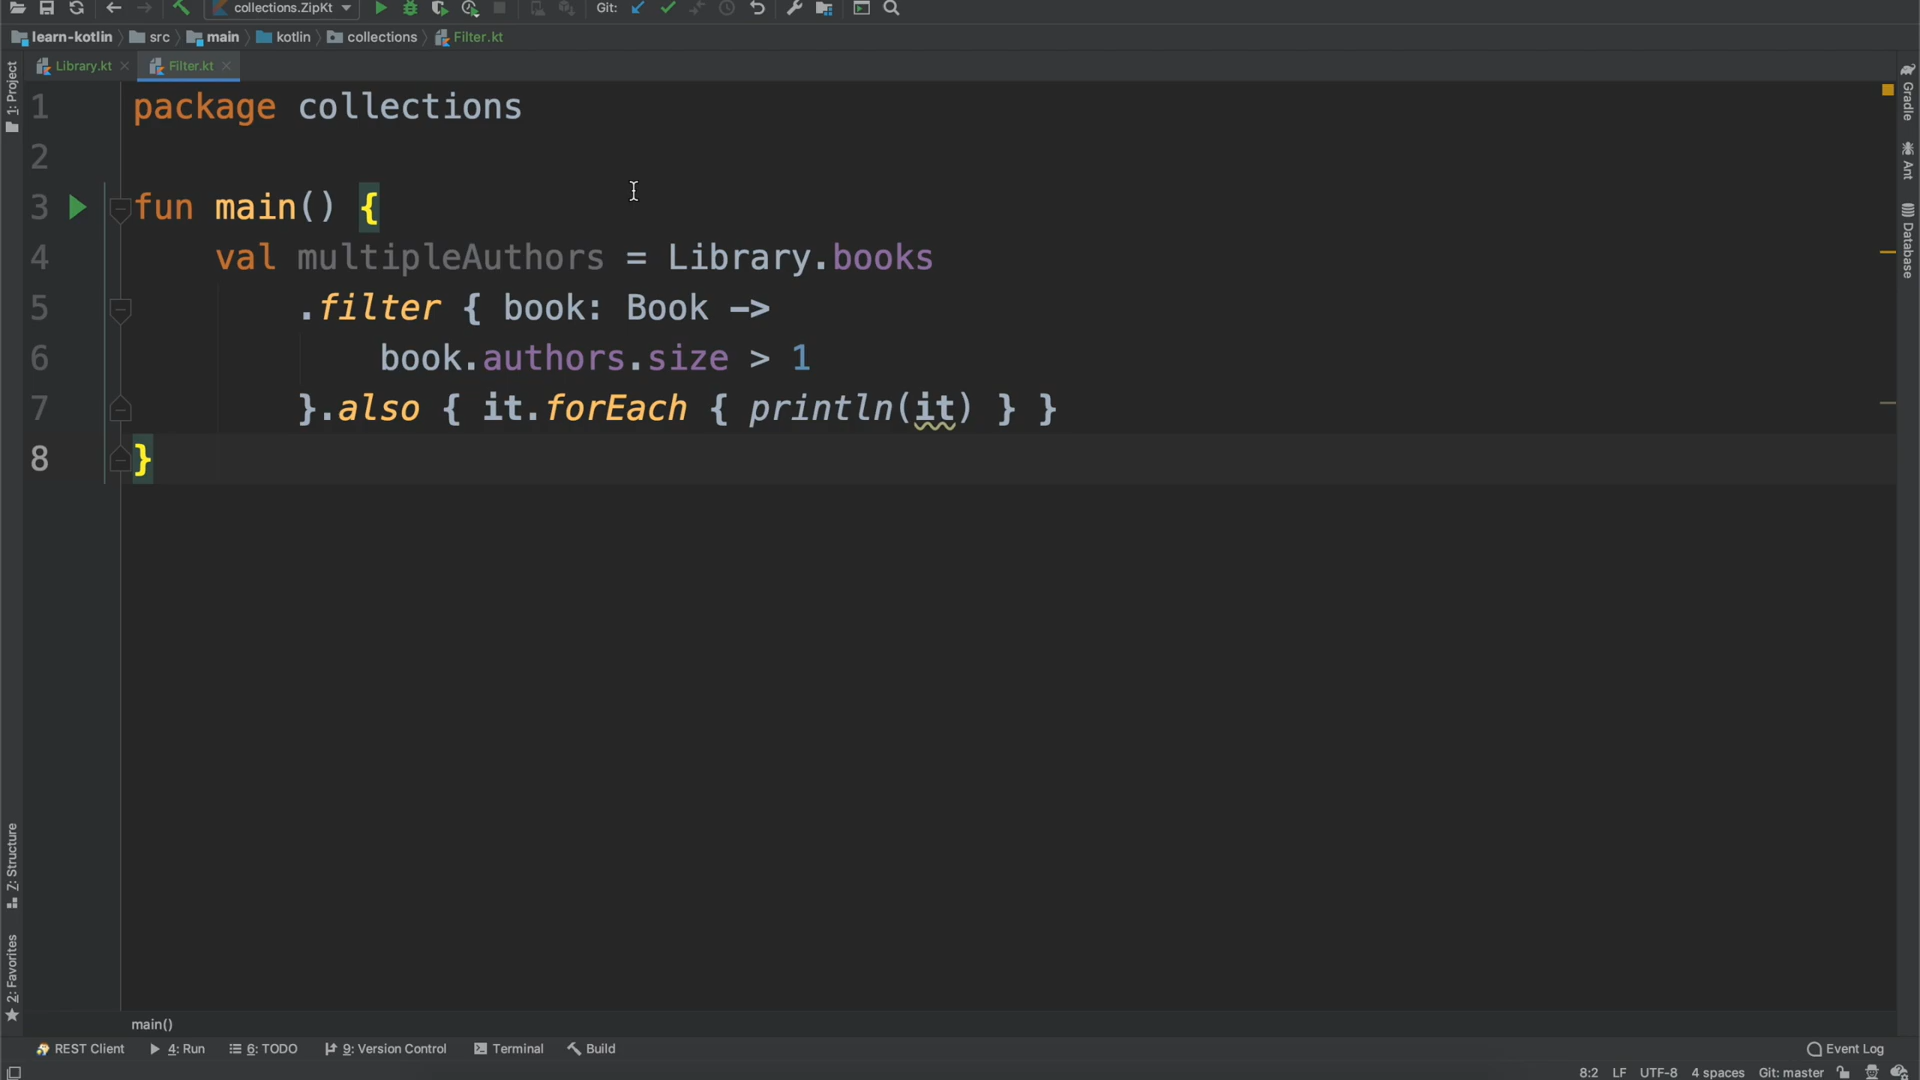 collections.ZipKt
Git:
learn-kotlin src main kotlin collections Filter.kt
Library.kt Filter.kt
1: Project
Gradle
Ant
Database
1 package collections
2
3 fun main() {
4 val multipleAuthors = Library.books
5 .filter { book: Book ->
6 book.authors.size > 1
7 }.also { it.forEach { println(it) } }
8 }
Z: Structure
2: Favorites
main()
REST Client 4: Run 6: TODO 9: Version Control Terminal Build Event Log
8:2 LF UTF-8 4 spaces Git: master